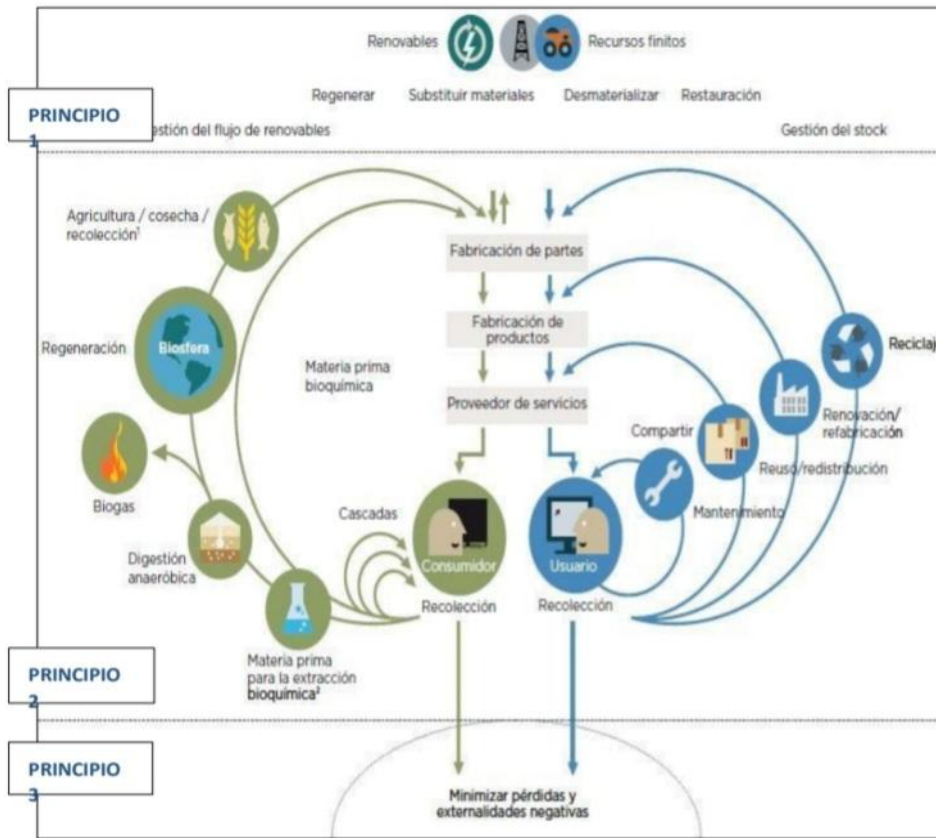 Renovables
Recursos finitos
Regenerar
Substituir materiales
Desmaterializar
Restauración
PRINCIPIO
1
estión del flujo de renovables
Gestión del stock
Agricultura / cosecha /
recolección¹
Fabricación de partes
Regeneración
Biosfera
Materia prima
bioquímica
Fabricación de
productos
Reciclaj
Proveedor de servicios
Compartir
Renovación/
refabricación
Reuso/redistribución
Biogas
Cascadas
Mantenimiento
Digestión
anaeróbica
Consumidor
Usuario
Recolección
Recolección
Materia prima
para la extracción
bioquímica²
PRINCIPIO
2
PRINCIPIO
3
Minimizar pérdidas y
externalidades negativas